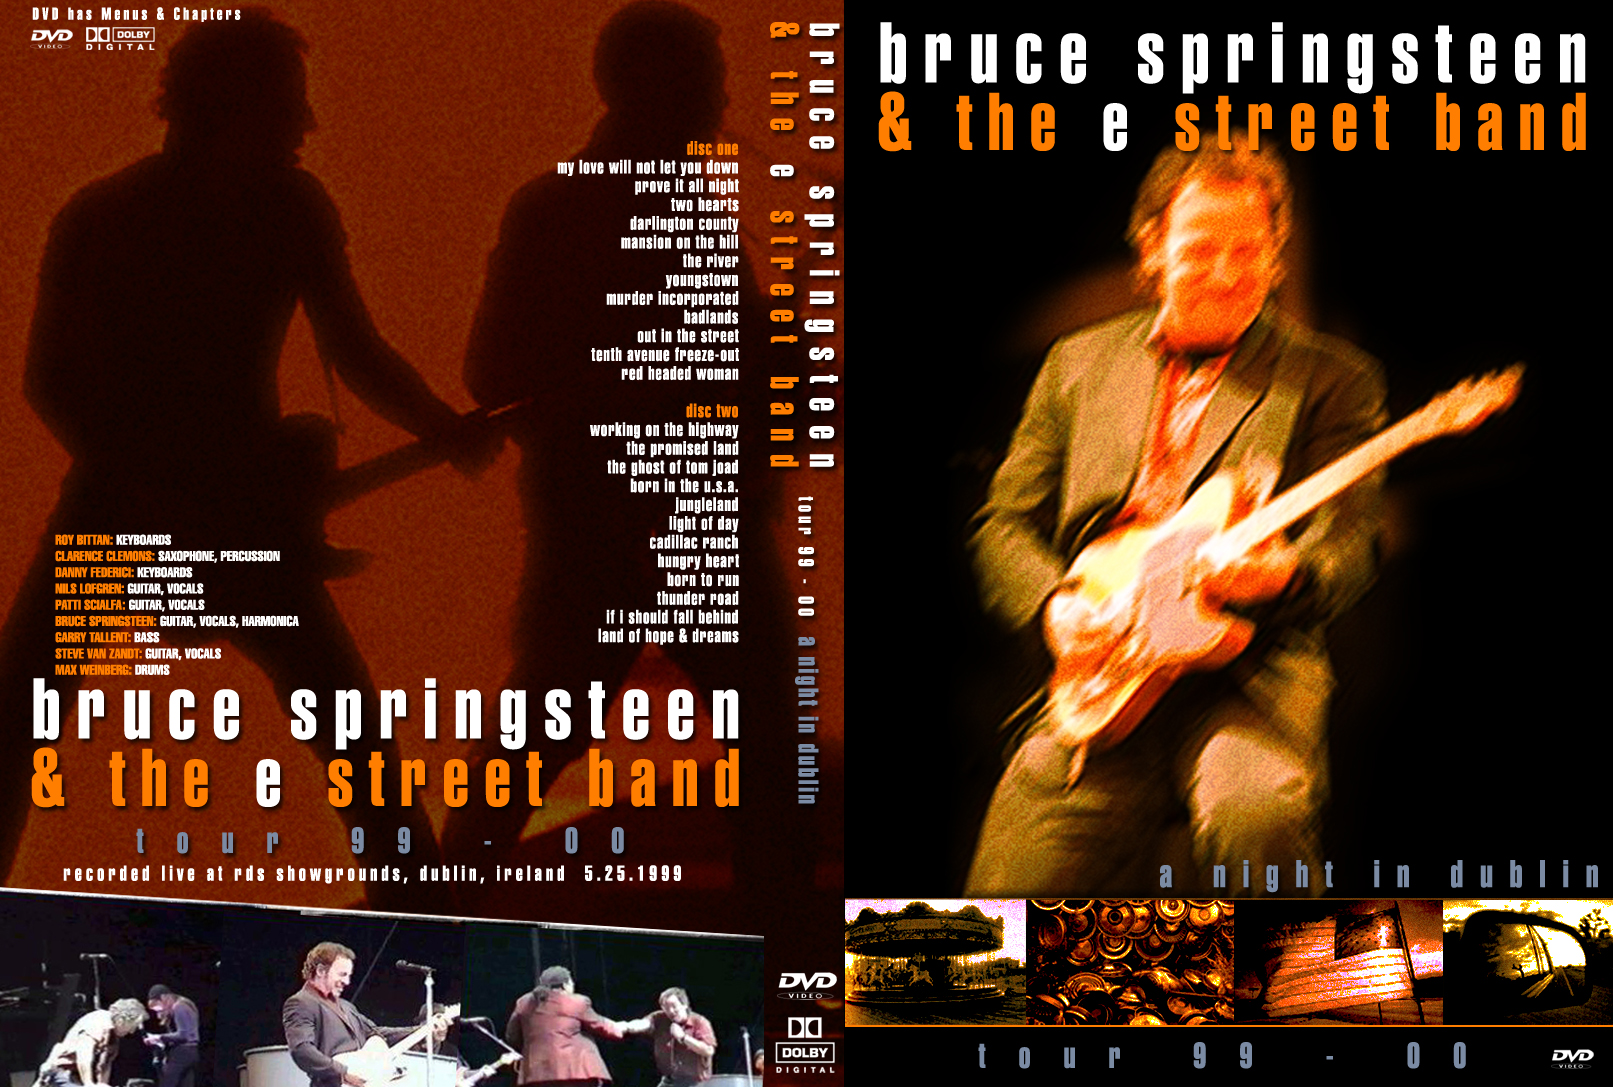 DVD has Menus & Chapters
DVD
VIDEO
DOLBY
DIGITAL
disc one
my love will not let you down
prove it all night
two hearts
darlington county
mansion on the hill
the river
youngstown
murder incorporated
badlands
out in the street
tenth avenue freeze-out
red headed woman
disc two
working on the highway
the promised land
the ghost of tom joad
born in the u.s.a.
jungleland
light of day
cadillac ranch
hungry heart
born to run
thunder road
if i should fall behind
land of hope & dreams
ROY BITTAN: KEYBOARDS
CLARENCE CLEMONS: SAXOPHONE, PERCUSSION
DANNY FEDERICI: KEYBOARDS
NILS LOFGREN: GUITAR, VOCALS
PATTI SCIALFA: GUITAR, VOCALS
BRUCE SPRINGSTEEN: GUITAR, VOCALS, HARMONICA
GARRY TALLENT: BASS
STEVE VAN ZANDT: GUITAR, VOCALS
MAX WEINBERG: DRUMS
bruce springsteen
& the e street band
tour 99 - 00
recorded live at rds showgrounds, dublin, ireland 5.25.1999
bruce springsteen
& the e street band
tour 99 - 00 a night in dublin
DVD
VIDEO
DOLBY
DIGITAL
bruce springsteen
& the e street band
a night in dublin
tour 99 - 00
DVD
VIDEO